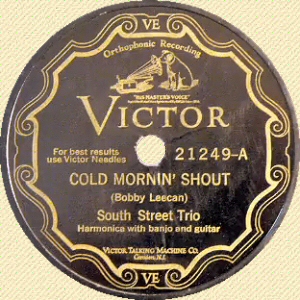 VE
Orthophonic Recording
"HIS MASTER'S VOICE"
VICTOR
For best results
use Victor Needles
21249-A
COLD MORNIN' SHOUT
(Bobby Leecan)
South Street Trio
Harmonica with banjo and guitar
VICTOR TALKING MACHINE CO.
Camden, N.J.
VE